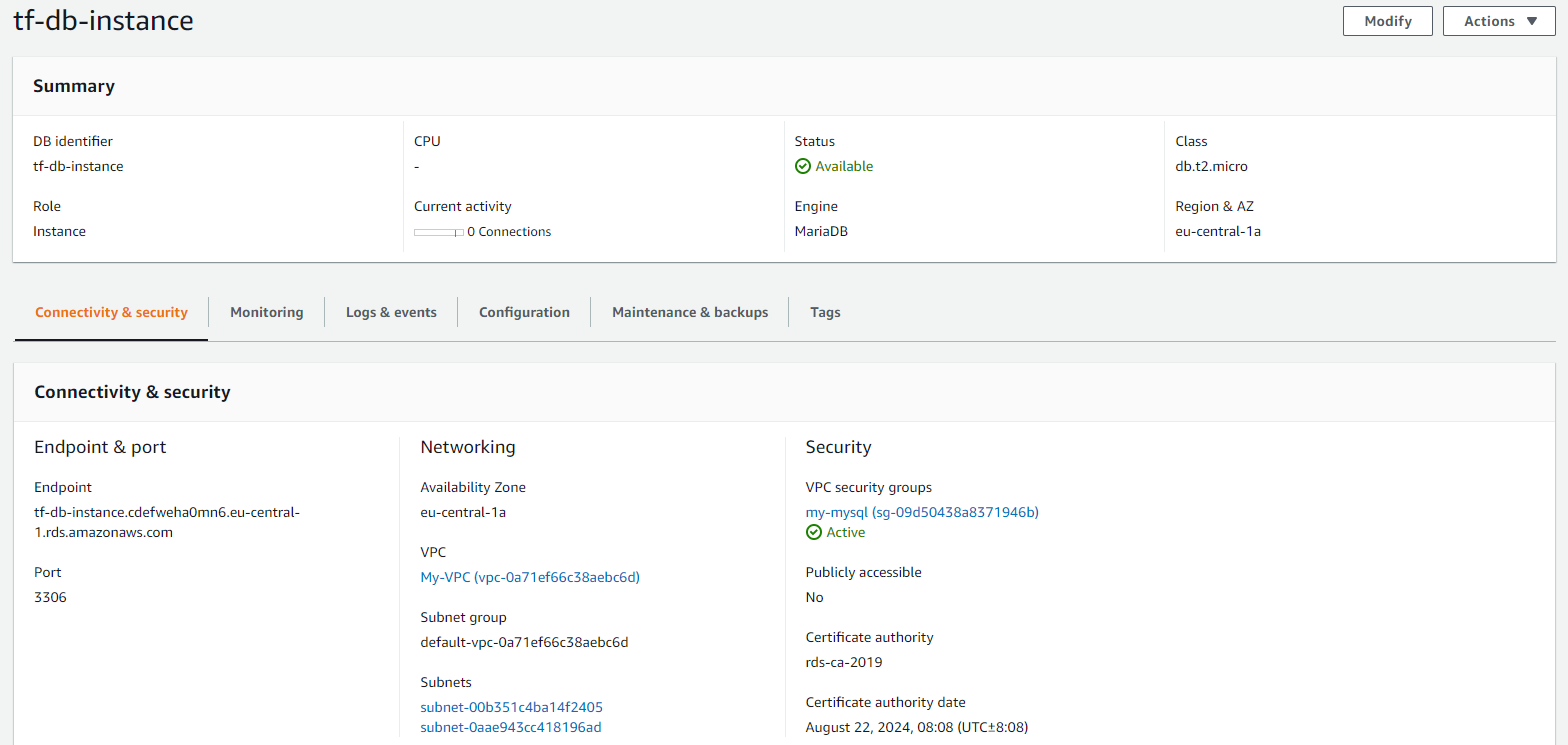 tf-db-instance
Modify
Actions
Summary
DB identifier
tf-db-instance
CPU
-
Status
Available
Class
db.t2.micro
Role
Instance
Current activity
0 Connections
Engine
MariaDB
Region & AZ
eu-central-1a
Connectivity & security
Monitoring
Logs & events
Configuration
Maintenance & backups
Tags
Connectivity & security
Endpoint & port
Endpoint
tf-db-instance.cdefweha0mn6.eu-central-
1.rds.amazonaws.com
Port
3306
Networking
Availability Zone
eu-central-1a
VPC
My-VPC (vpc-0a71ef66c38aebc6d)
Subnet group
default-vpc-0a71ef66c38aebc6d
Subnets
subnet-00b351c4ba14f2405
subnet-0aae943cc418196ad
Security
VPC security groups
my-mysql (sg-09d50438a8371946b)
Active
Publicly accessible
No
Certificate authority
rds-ca-2019
Certificate authority date
August 22, 2024, 08:08 (UTC±8:08)